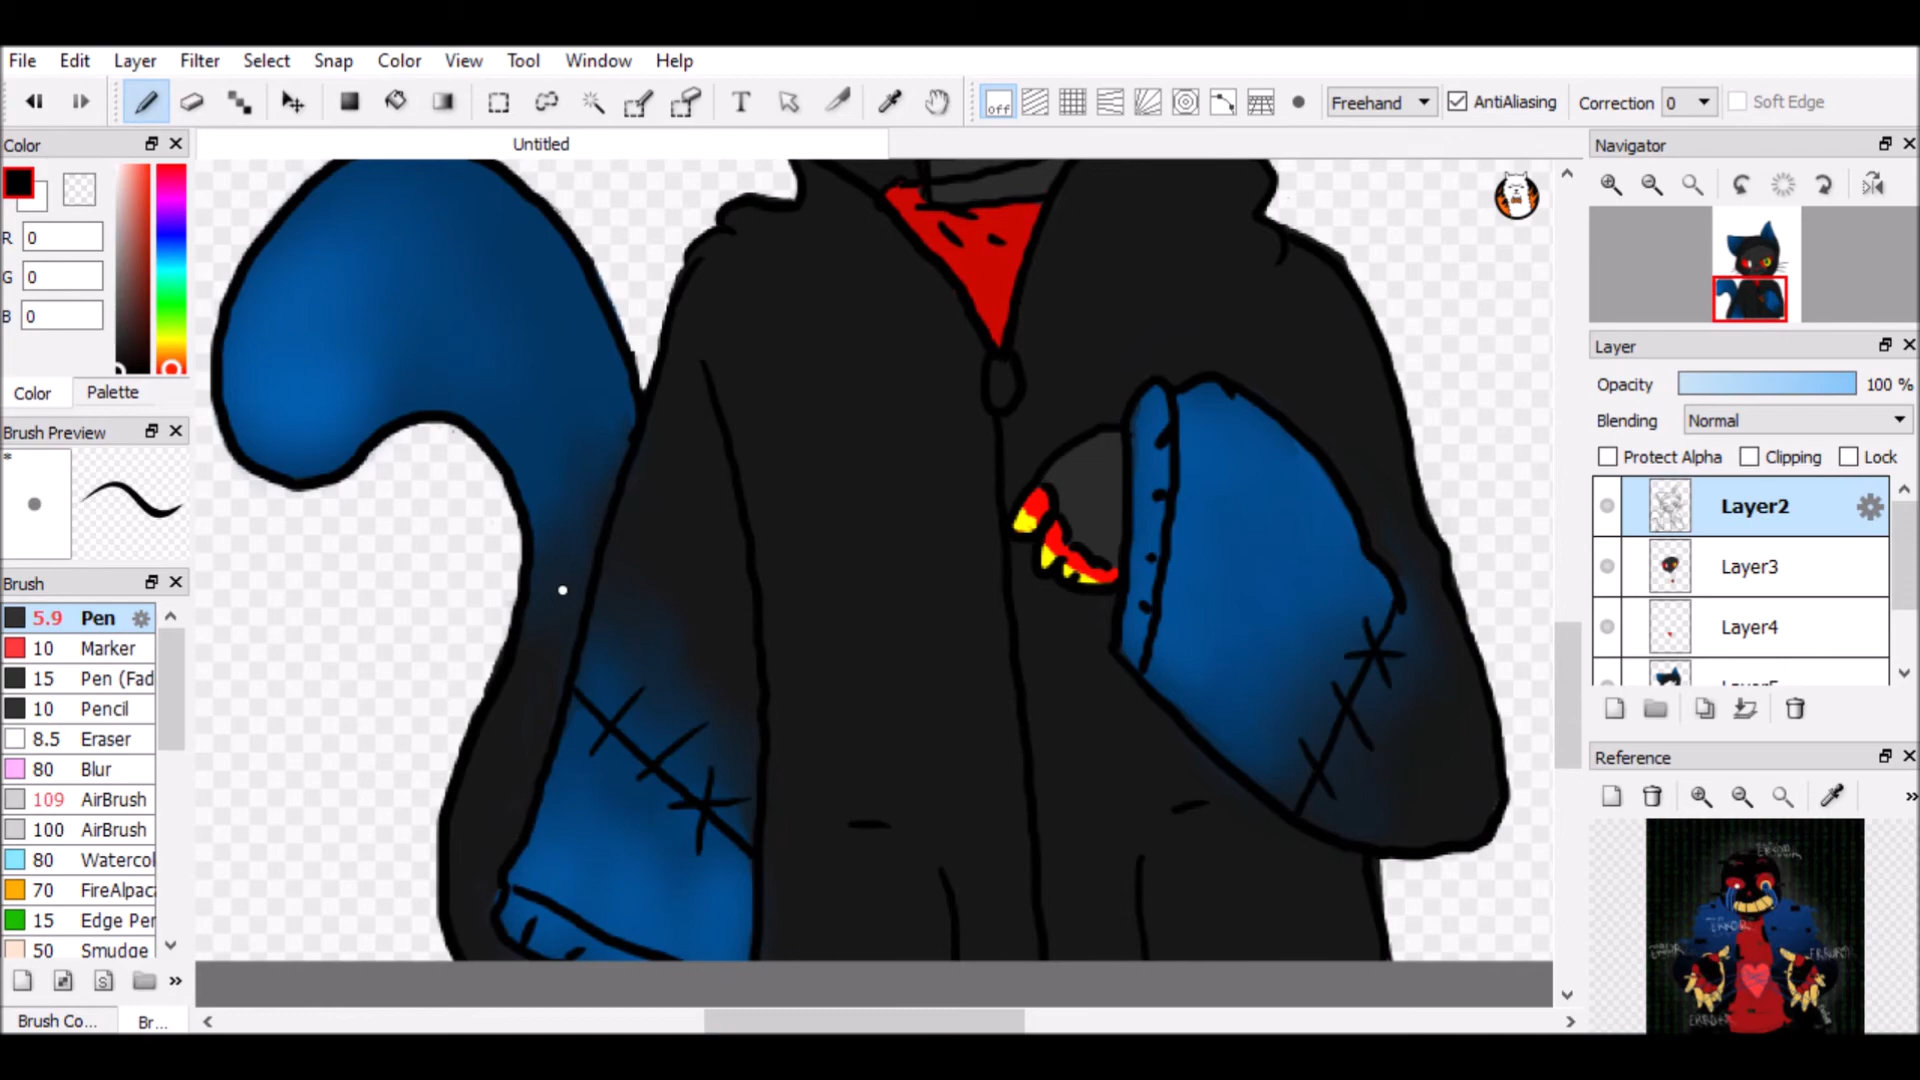 File Edit Layer Filter Select Snap Color View Tool Window Help
T off Freehand AntiAliasing Correction 0 Soft Edge
Color
Untitled
Navigator
R 0
G 0
B 0
Color Palette
Brush Preview
*
Brush
5.9 Pen
10 Marker
15 Pen (Fad
10 Pencil
8.5 Eraser
80 Blur
109 AirBrush
100 AirBrush
80 Watercol
70 FireAlpac
15 Edge Per
50 Smudge
S »
Brush Co... Br...
Layer
Opacity 100 %
Blending Normal
Protect Alpha Clipping Lock
Layer2
Layer3
Layer4
Layer5
Reference
»
ERROR